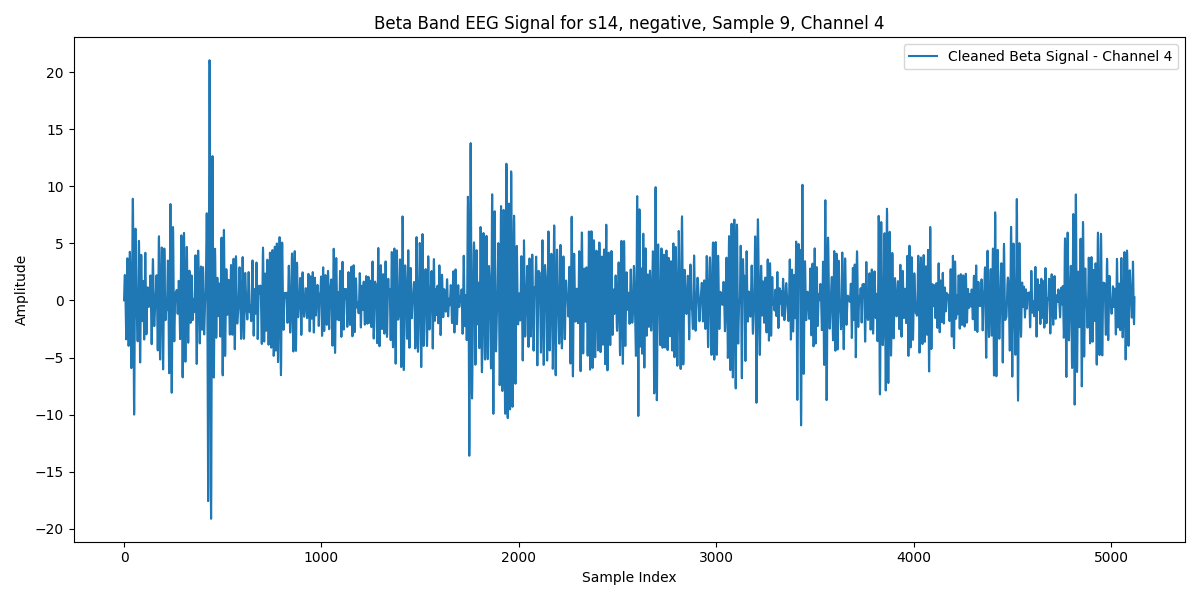 Beta Band EEG Signal for s14, negative, Sample 9, Channel 4
Cleaned Beta Signal - Channel 4
20
15
10
5
0
−5
−10
−15
−20
Amplitude
0 1000 2000 3000 4000 5000
Sample Index